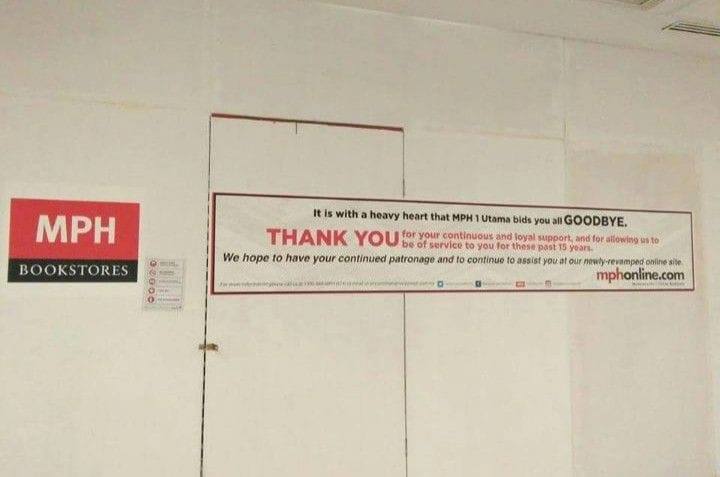 MPH
BOOKSTORES
It is with a heavy heart that MPH 1 Utama bids you all GOODBYE.
THANK YOU for your continuous and loyal support, and for allowing us to
be of service to you for these past 15 years.
We hope to have your continued patronage and to continue to assist you at our newly-revamped online site.
mphonline.com